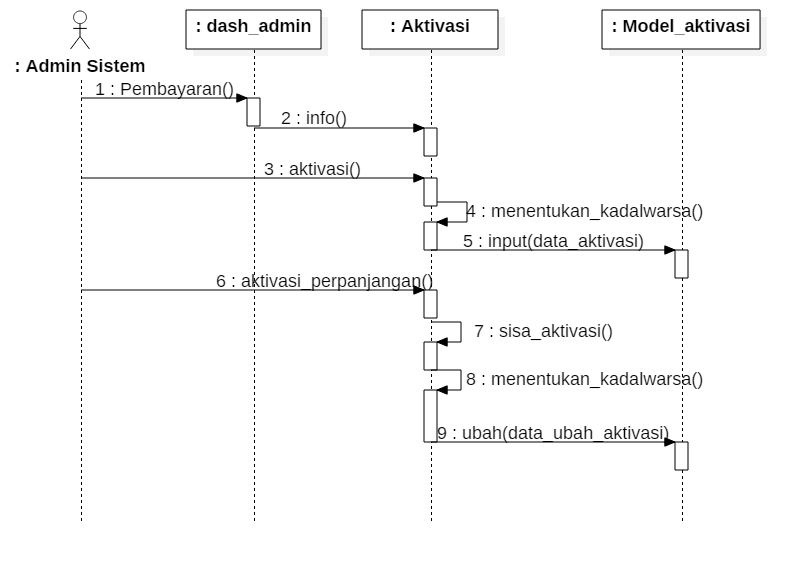 : dash_admin
: Aktivasi
: Model_aktivasi
: Admin Sistem
1 : Pembayaran()
2 : info()
3 : aktivasi()
4 : menentukan_kadalwarsa()
5 : input(data_aktivasi)
6 : aktivasi_perpanjangan()
7 : sisa_aktivasi()
8 : menentukan_kadalwarsa()
9 : ubah(data_ubah_aktivasi)